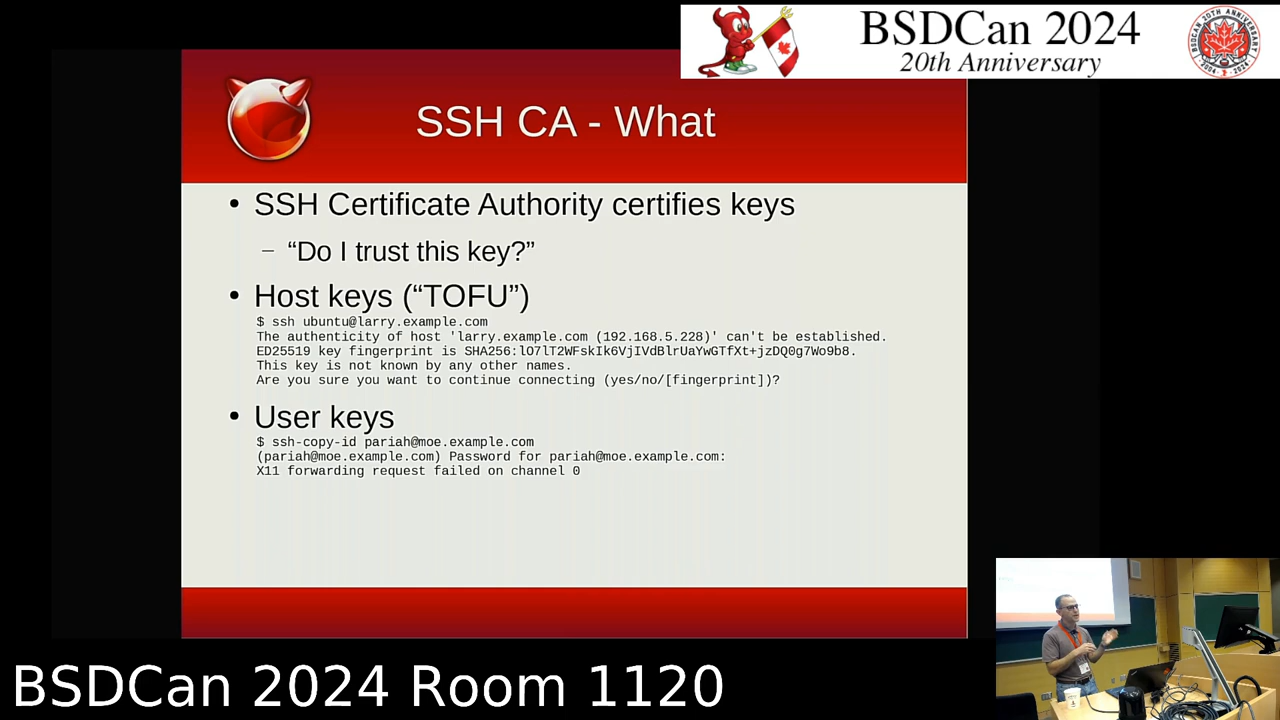 BSDCan 2024
20th Anniversary
SSH CA - What
• SSH Certificate Authority certifies keys
– “Do I trust this key?”
• Host keys (“TOFU”)
$ ssh ubuntu@larry.example.com
The authenticity of host 'larry.example.com (192.168.5.228)' can't be established.
ED25519 key fingerprint is SHA256:lO7lT2WFskIk6VjIVdBlrUaYwGTfXt+jzDQ0g7Wo9b8.
This key is not known by any other names.
Are you sure you want to continue connecting (yes/no/[fingerprint])?
• User keys
$ ssh-copy-id pariah@moe.example.com
(pariah@moe.example.com) Password for pariah@moe.example.com:
X11 forwarding request failed on channel 0
BSDCan 2024 Room 1120